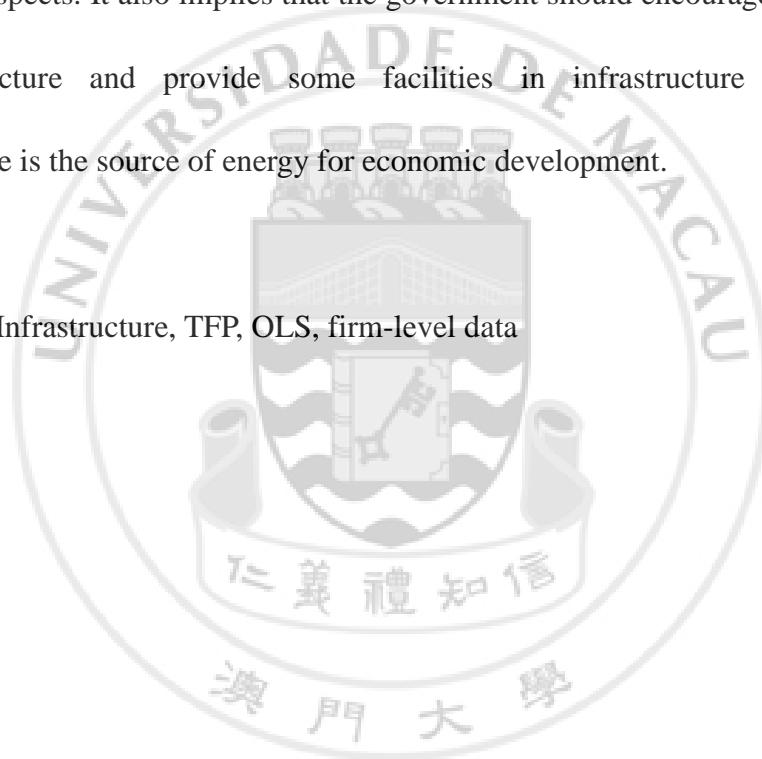 spects. It also implies that the government should encourage
cture and provide some facilities in infrastructure
e is the source of energy for economic development.
Infrastructure, TFP, OLS, firm-level data
UNIVERSIDADE DE MACAU
仁義禮知信
澳門大學